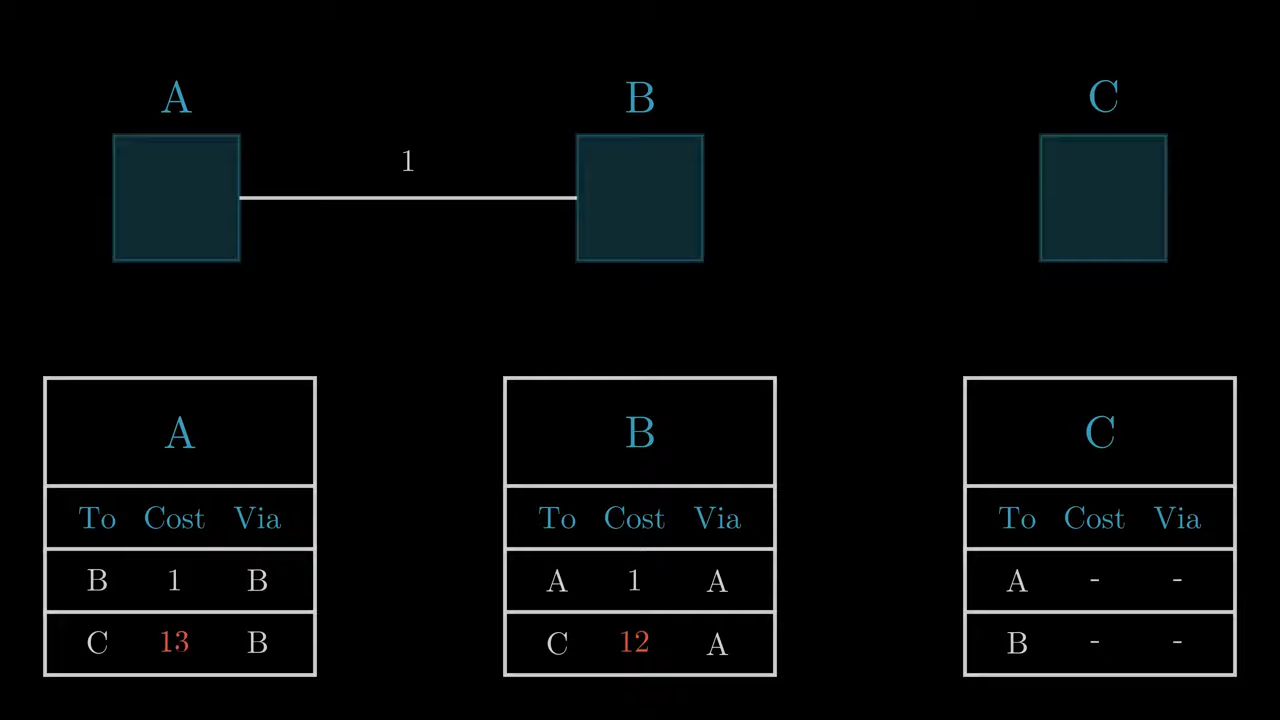 A B C
1
A B C
To Cost Via To Cost Via To Cost Via
B 1 B A 1 A A - -
C 13 B C 12 A B - -